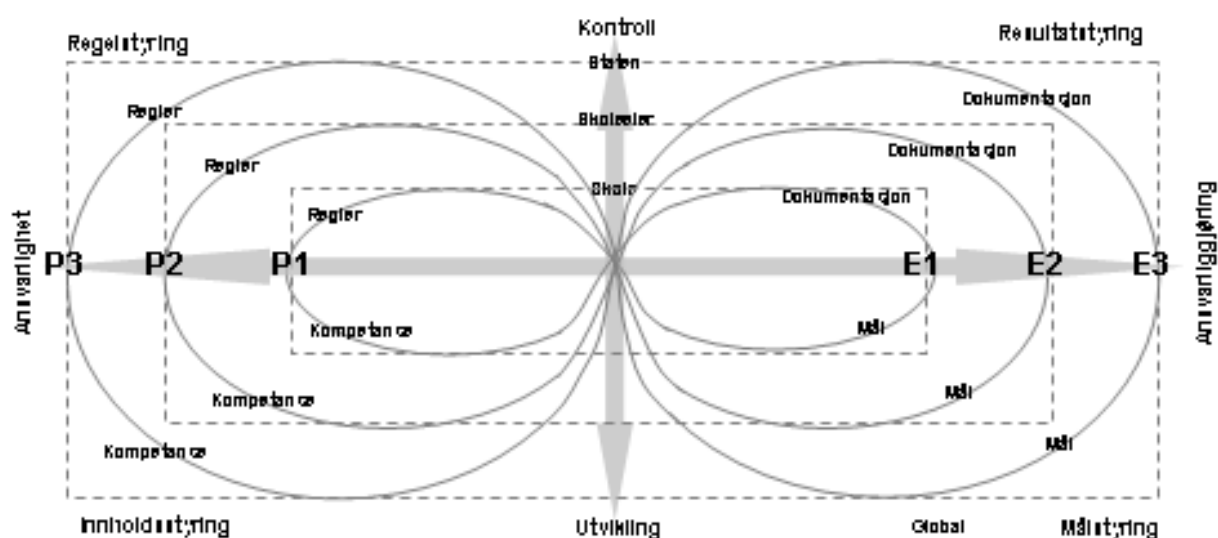 Kontroll
Regelstyring
Resultatstyring
Staten
Dokumentasjon
Regler
Skoleeier
Dokumentasjon
Regler
Skole
Dokumentasjon
Regler
Ansvarlighet
Ansvarliggjøring
P3
P2
P1
E1
E2
E3
Kompetanse
Mål
Kompetanse
Mål
Kompetanse
Mål
Innholdsstyring
Utvikling
Global
Målstyring